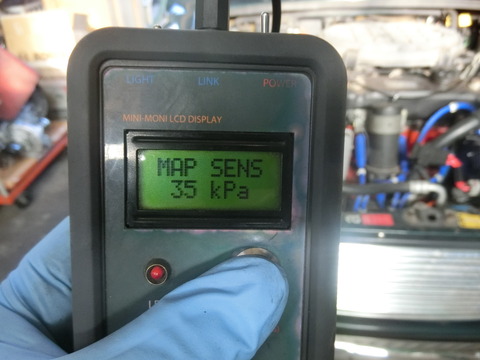 LIGHT LINK POWER
MINI-MONI LCD DISPLAY
MAP SENS
35 kPa